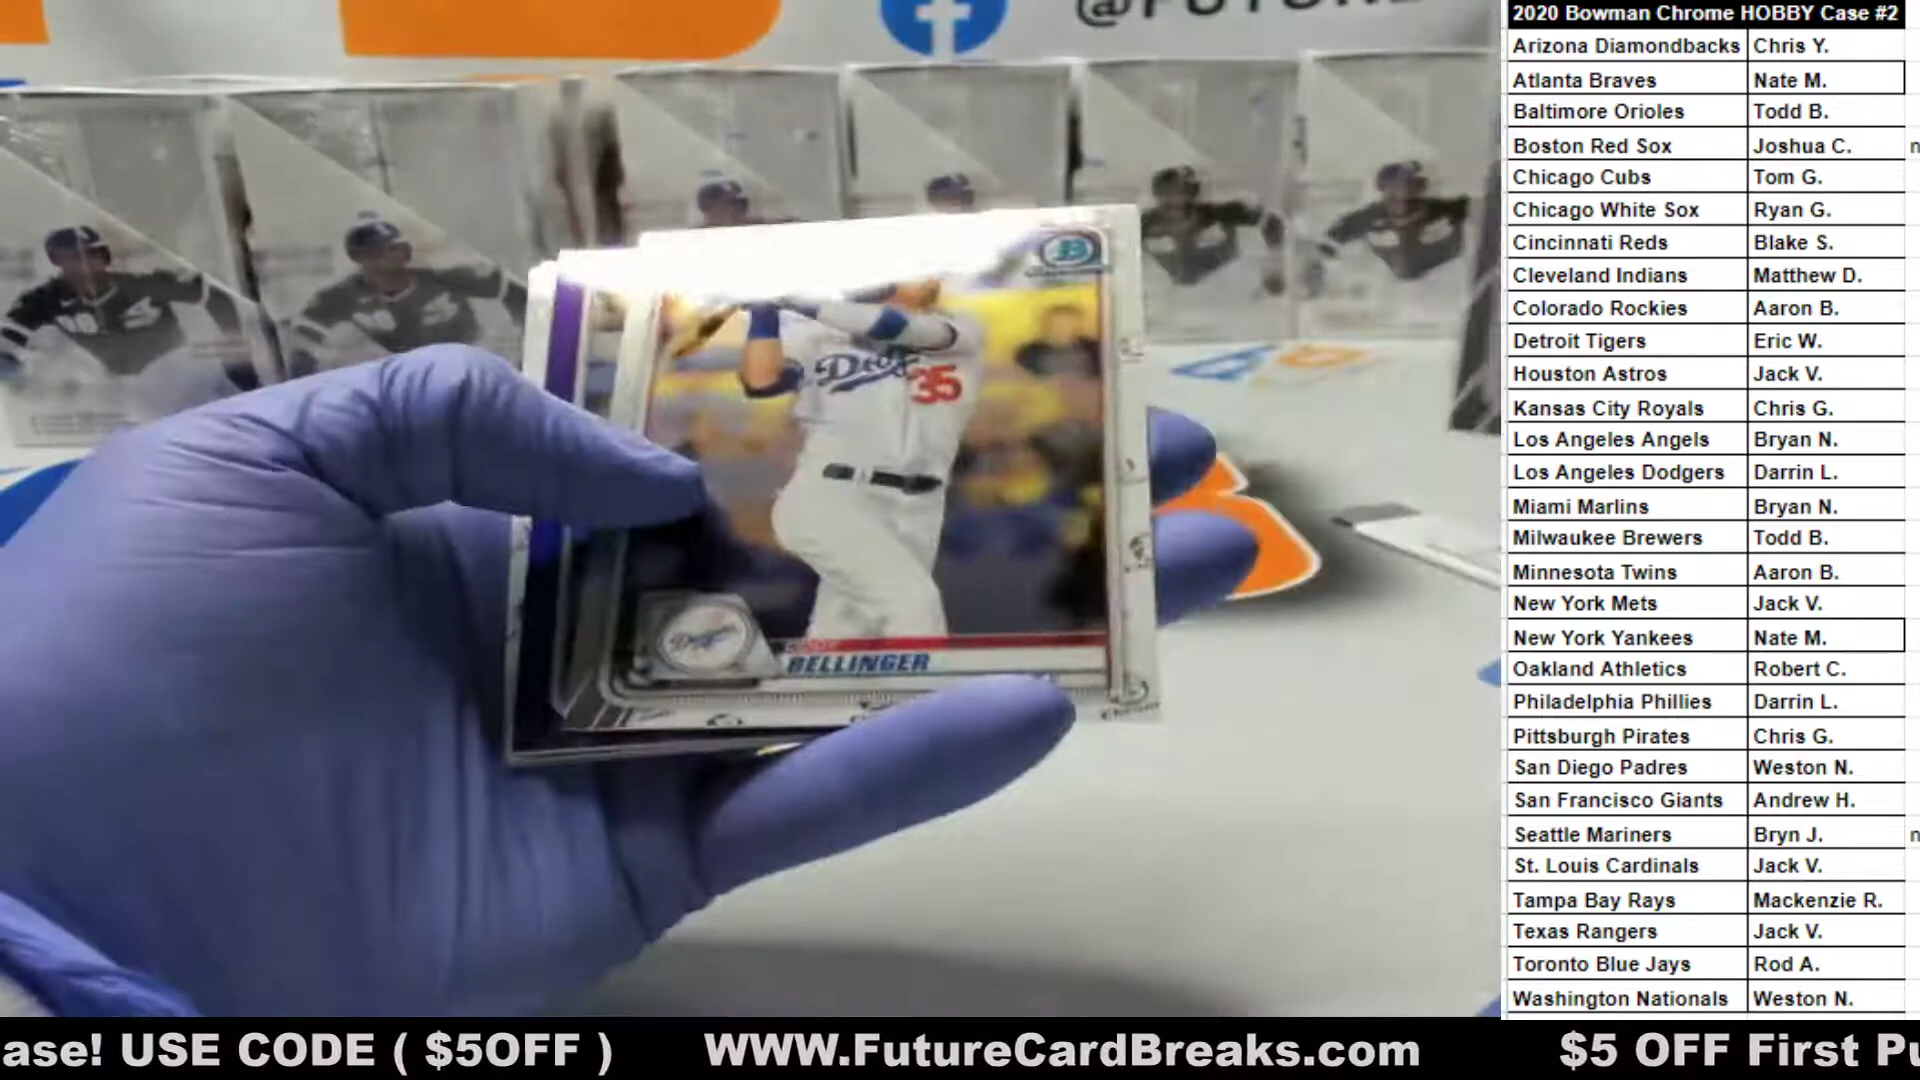 @FUTURE
2020 Bowman Chrome HOBBY Case #2
Arizona Diamondbacks Chris Y.
Atlanta Braves Nate M.
Baltimore Orioles Todd B.
Boston Red Sox Joshua C.
Chicago Cubs Tom G.
Chicago White Sox Ryan G.
Cincinnati Reds Blake S.
Cleveland Indians Matthew D.
Colorado Rockies Aaron B.
Detroit Tigers Eric W.
Houston Astros Jack V.
Kansas City Royals Chris G.
Los Angeles Angels Bryan N.
Los Angeles Dodgers Darrin L.
Miami Marlins Bryan N.
Milwaukee Brewers Todd B.
Minnesota Twins Aaron B.
New York Mets Jack V.
New York Yankees Nate M.
Oakland Athletics Robert C.
Philadelphia Phillies Darrin L.
Pittsburgh Pirates Chris G.
San Diego Padres Weston N.
San Francisco Giants Andrew H.
Seattle Mariners Bryn J.
St. Louis Cardinals Jack V.
Tampa Bay Rays Mackenzie R.
Texas Rangers Jack V.
Toronto Blue Jays Rod A.
Washington Nationals Weston N.
B
Dodgers
35
Dodgers
BELLINGER
ase! USE CODE ( $5OFF ) WWW.FutureCardBreaks.com $5 OFF First Pu